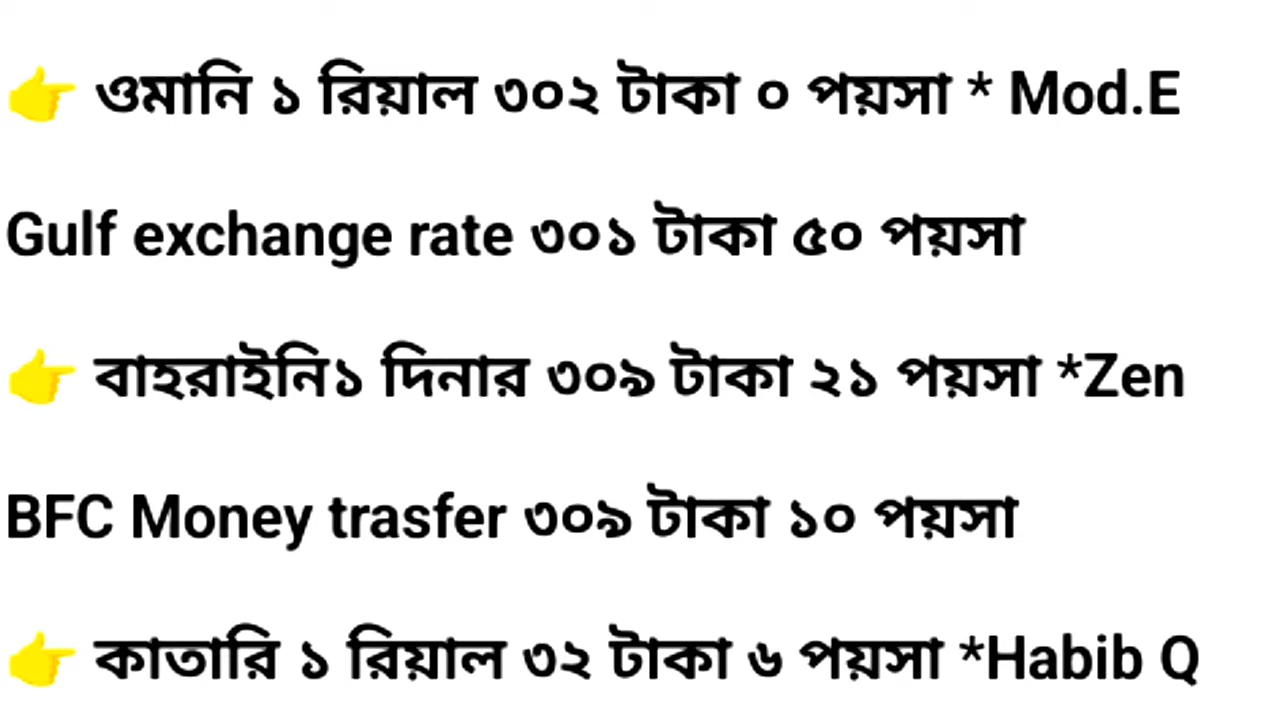 👉 ওমানি ১ রিয়াল ৩০২ টাকা ০ পয়সা * Mod.E
Gulf exchange rate ৩০১ টাকা ৫০ পয়সা
👉 বাহরাইনি১ দিনার ৩০৯ টাকা ২১ পয়সা *Zen
BFC Money trasfer ৩০৯ টাকা ১০ পয়সা
👉 কাতারি ১ রিয়াল ৩২ টাকা ৬ পয়সা *Habib Q